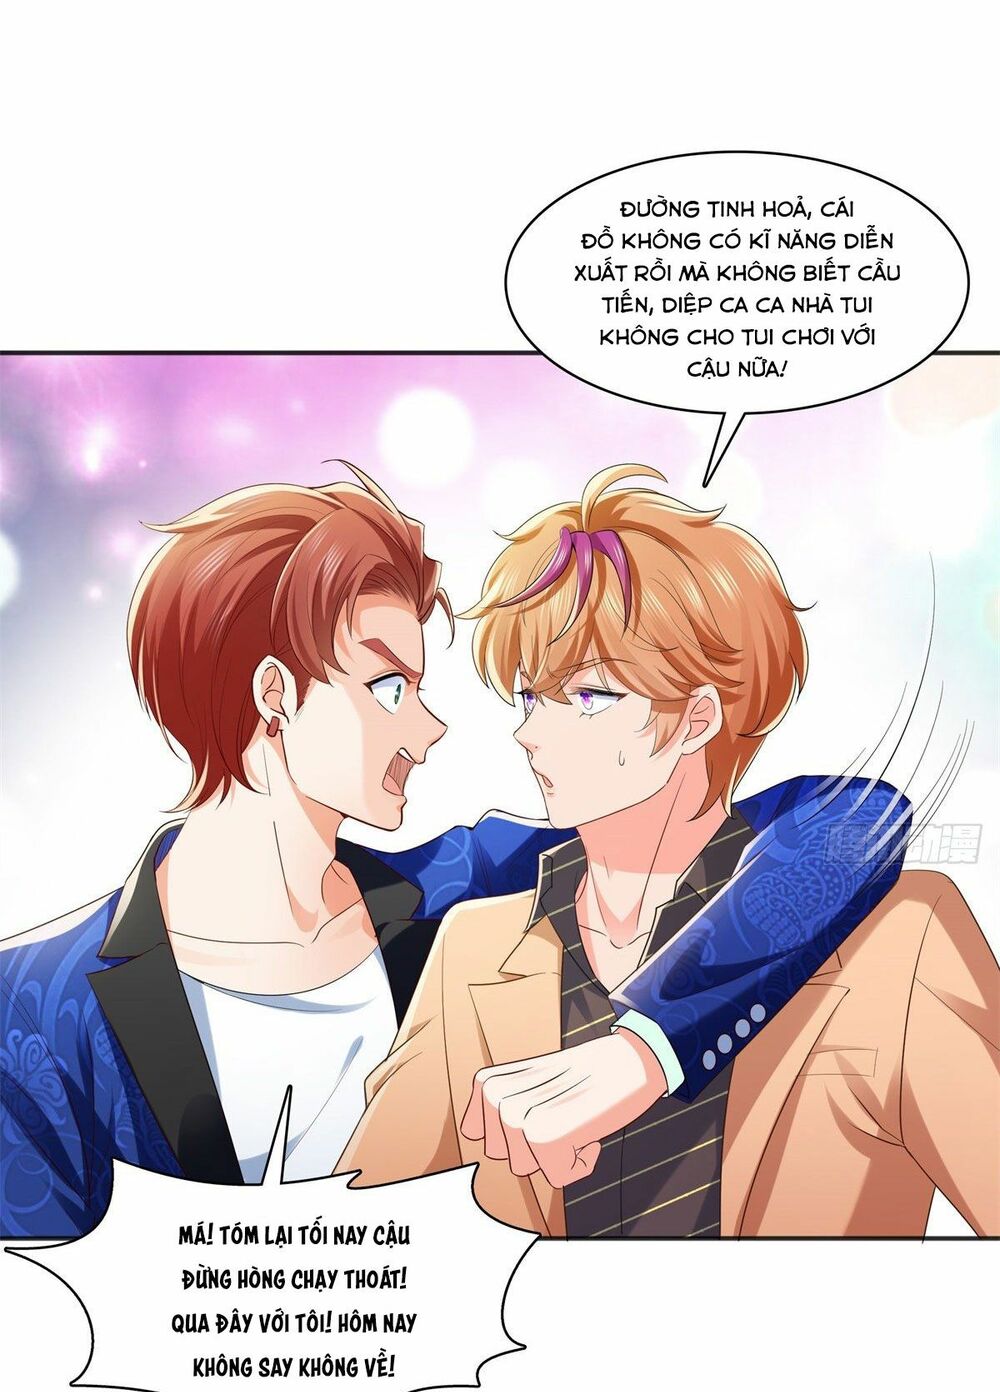 ĐƯỜNG TINH HOẢ, CÁI
ĐỒ KHÔNG CÓ KĨ NĂNG DIỄN
XUẤT RỒI MÀ KHÔNG BIẾT CẦU
TIẾN, DIỆP CA CA NHÀ TUI
KHÔNG CHO TUI CHƠI VỚI
CẬU NỮA!
MÁ! TÓM LẠI TỐI NAY CẬU
ĐỪNG HÒNG CHẠY THOÁT!
QUA ĐÂY VỚI TÔI! HÔM NAY
KHÔNG SAY KHÔNG VỀ!